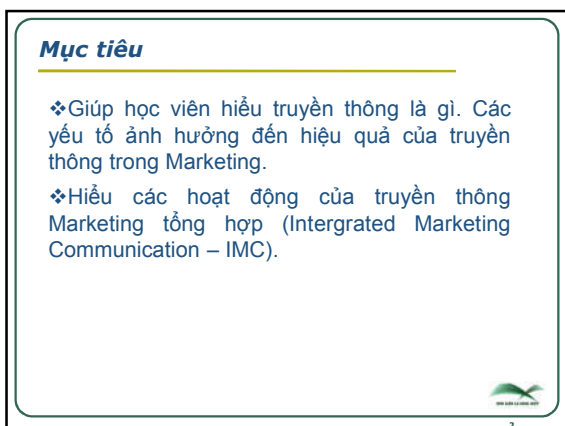 Mục tiêu
❖Giúp học viên hiểu truyền thông là gì. Các
yếu tố ảnh hưởng đến hiệu quả của truyền
thông trong Marketing.
❖Hiểu các hoạt động của truyền thông
Marketing tổng hợp (Intergrated Marketing
Communication – IMC).